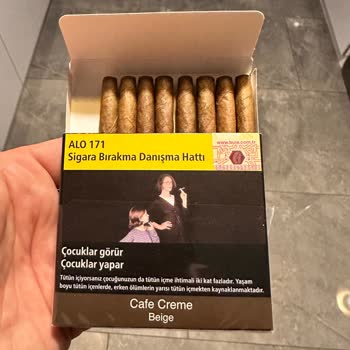 ALO 171
Sigara Bırakma Danışma Hattı
Çocuklar görür
Çocuklar yapar
Tütün içiyorsanız çocuğunuzun da tütün içme ihtimali iki kat fazladır. Yaşam
boyu tütün içenlerde, erken ölümlerin yarısı tütün içmekten kaynaklanmaktadır.
Cafe Creme
Beige